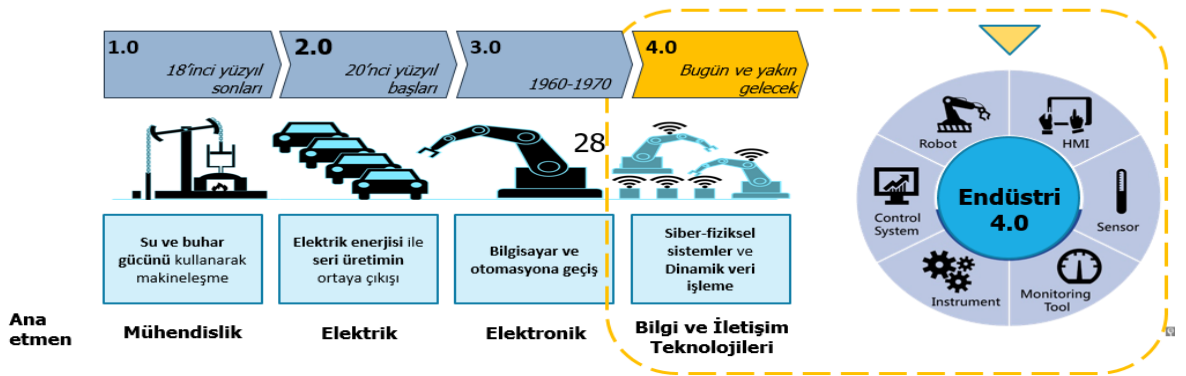 1.0
18'inci yüzyıl
sonları
2.0
20'nci yüzyıl
başları
3.0
1960-1970
4.0
Bugün ve yakın
gelecek
28
Su ve buhar
gücünü kullanarak
makineleşme
Elektrik enerjisi ile
seri üretimin
ortaya çıkışı
Bilgisayar ve
otomasyona geçiş
Siber-fiziksel
sistemler ve
Dinamik veri
işleme
Ana
etmen
Mühendislik
Elektrik
Elektronik
Bilgi ve İletişim
Teknolojileri
Robot
HMI
Control
System
Sensor
Instrument
Monitoring
Tool
Endüstri
4.0